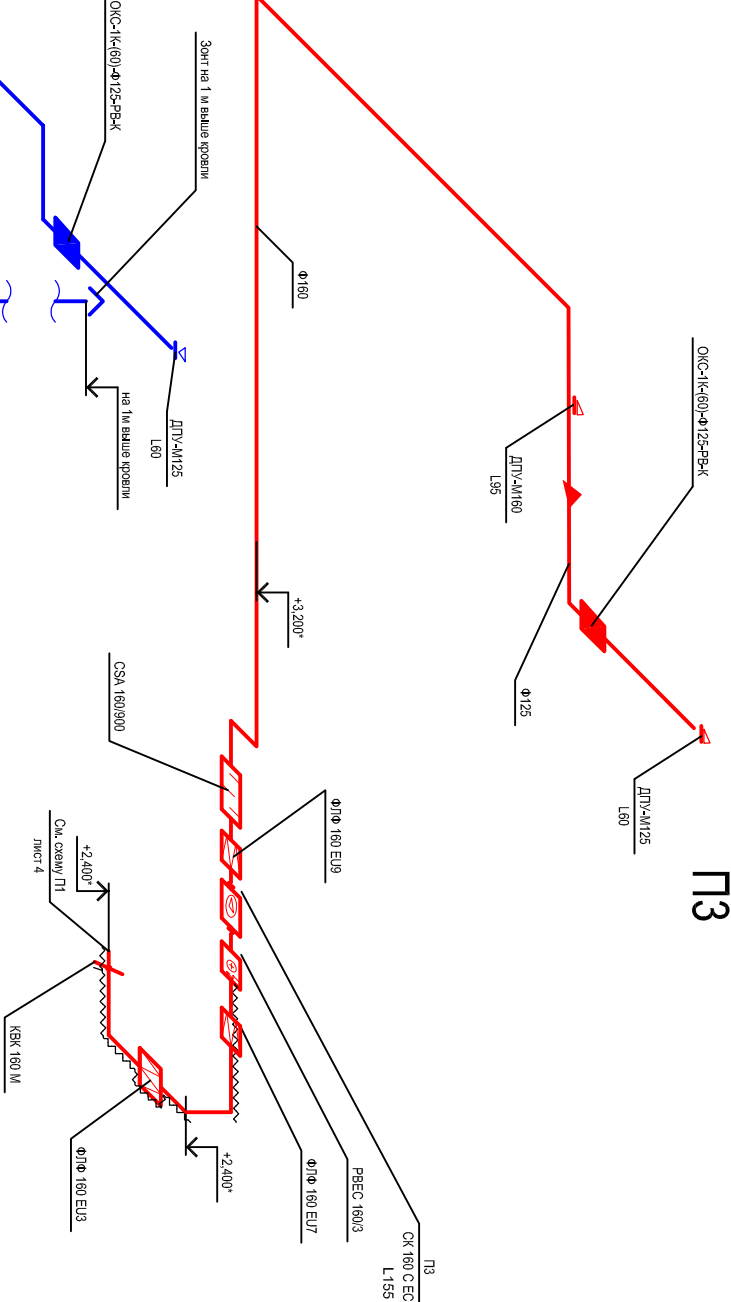 ОКС-1К-(60)-Ф125-РВ-К
Зонт на 1 м выше кровли
Ф160
ОКС-1К-(60)-Ф125-РВ-К
на 1м выше кровли
ДПУ-М125
L60
ДПУ-М160
L95
+3,200*
Ф125
CSA 160/900
ДПУ-М125
L60
П3
ФЛФ 160 EU9
См. схему П1
лист 4
+2,400*
КВК 160 М
ФЛФ 160 EU3
+2,400*
ФЛФ 160 EU7
РВЕС 160/3
П3
СК 160 С ЕС
L155